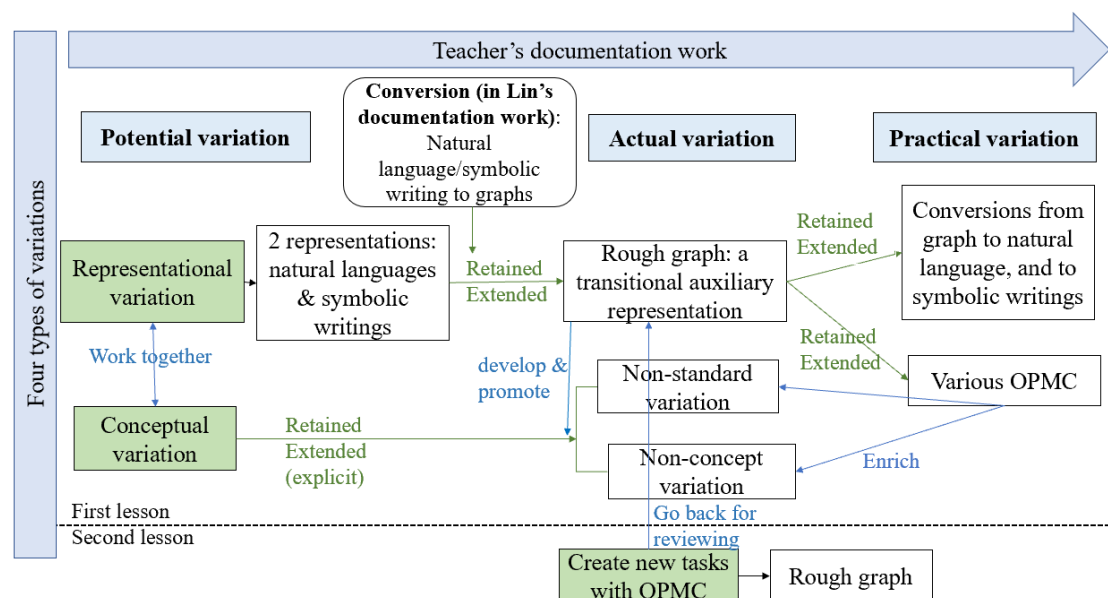 Teacher's documentation work
Four types of variations
Potential variation
Conversion (in Lin's
documentation work):
Natural
language/symbolic
writing to graphs
Actual variation
Practical variation
Representational
variation
2 representations:
natural languages
& symbolic
writings
Retained
Extended
Rough graph: a
transitional auxiliary
representation
Retained
Extended
Conversions from
graph to natural
language, and to
symbolic writings
Retained
Extended
Various OPMC
Work together
develop &
promote
Non-standard
variation
Conceptual
variation
Retained
Extended
(explicit)
Non-concept
variation
Enrich
First lesson
Second lesson
Go back for
reviewing
Create new tasks
with OPMC
Rough graph